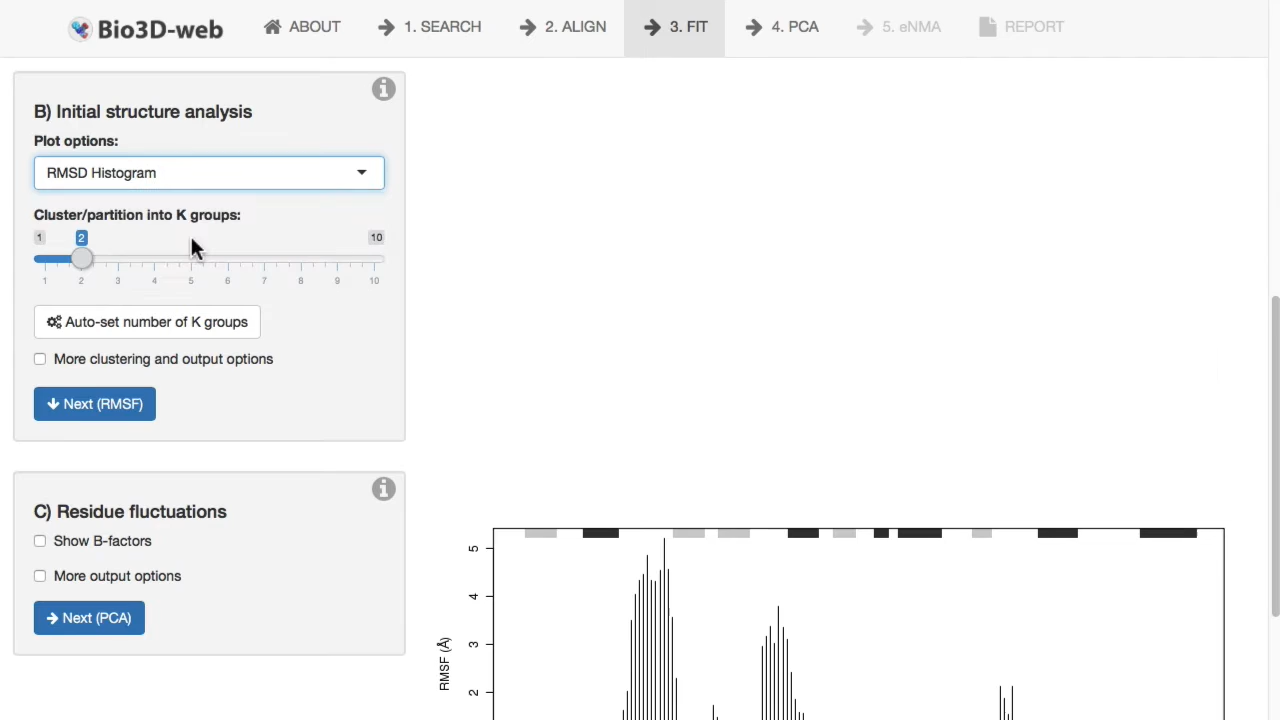 Bio3D-web ABOUT 1. SEARCH 2. ALIGN 3. FIT 4. PCA 5. eNMA REPORT
B) Initial structure analysis
Plot options:
RMSD Histogram
Cluster/partition into K groups:
1 2 10
1 2 3 4 5 6 7 8 9 10
Auto-set number of K groups
More clustering and output options
Next (RMSF)
C) Residue fluctuations
Show B-factors
More output options
Next (PCA)
5
4
3
2
RMSF (Å)